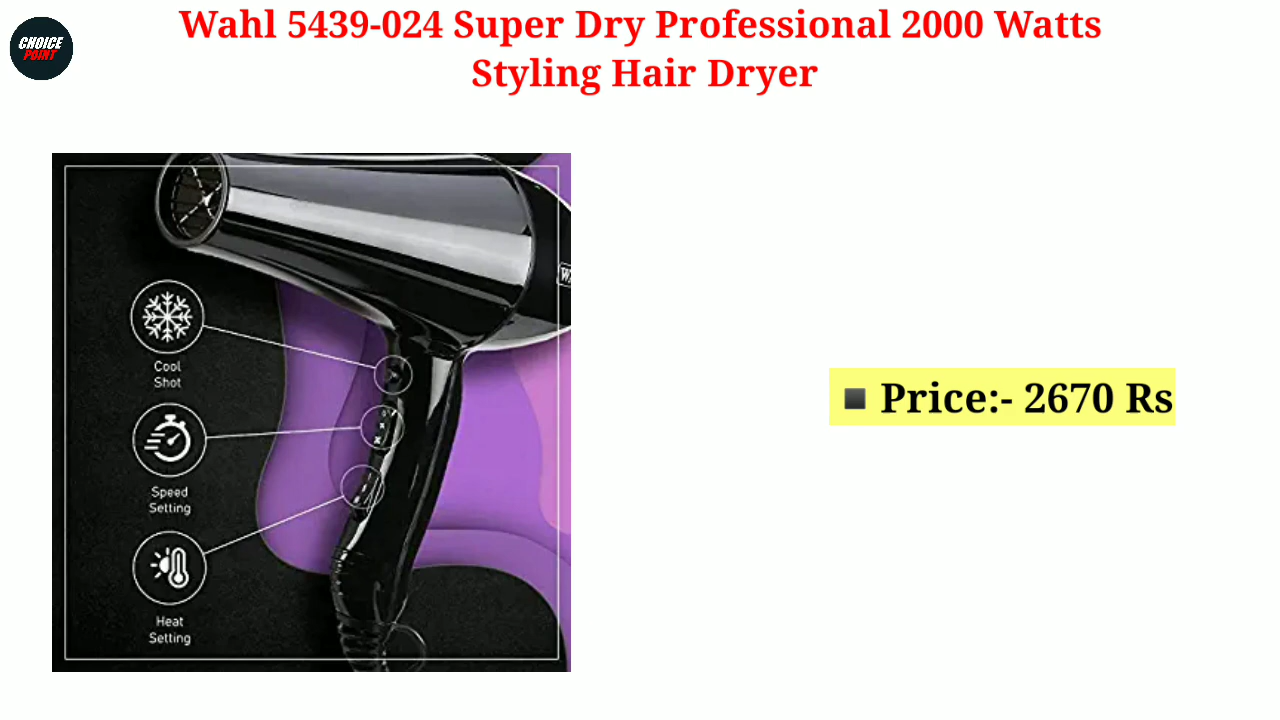 CHOICE
POINT
Wahl 5439-024 Super Dry Professional 2000 Watts
Styling Hair Dryer
Cool
Shot
Speed
Setting
Heat
Setting
▪ Price:- 2670 Rs